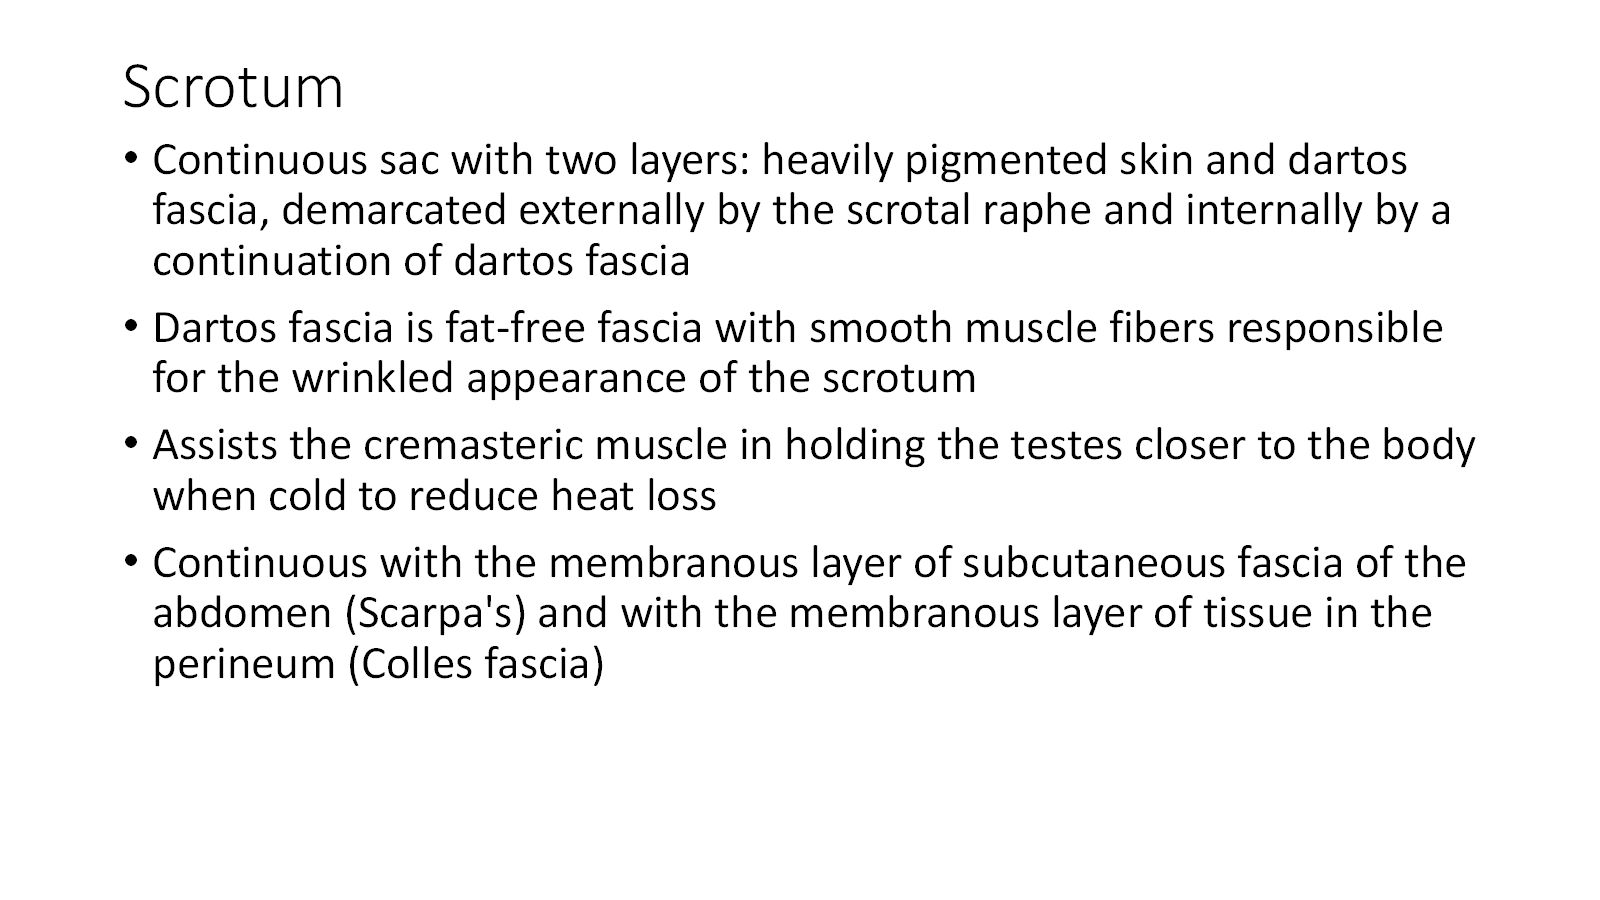 Scrotum
• Continuous sac with two layers: heavily pigmented skin and dartos
fascia, demarcated externally by the scrotal raphe and internally by a
continuation of dartos fascia
• Dartos fascia is fat-free fascia with smooth muscle fibers responsible
for the wrinkled appearance of the scrotum
• Assists the cremasteric muscle in holding the testes closer to the body
when cold to reduce heat loss
• Continuous with the membranous layer of subcutaneous fascia of the
abdomen (Scarpa's) and with the membranous layer of tissue in the
perineum (Colles fascia)